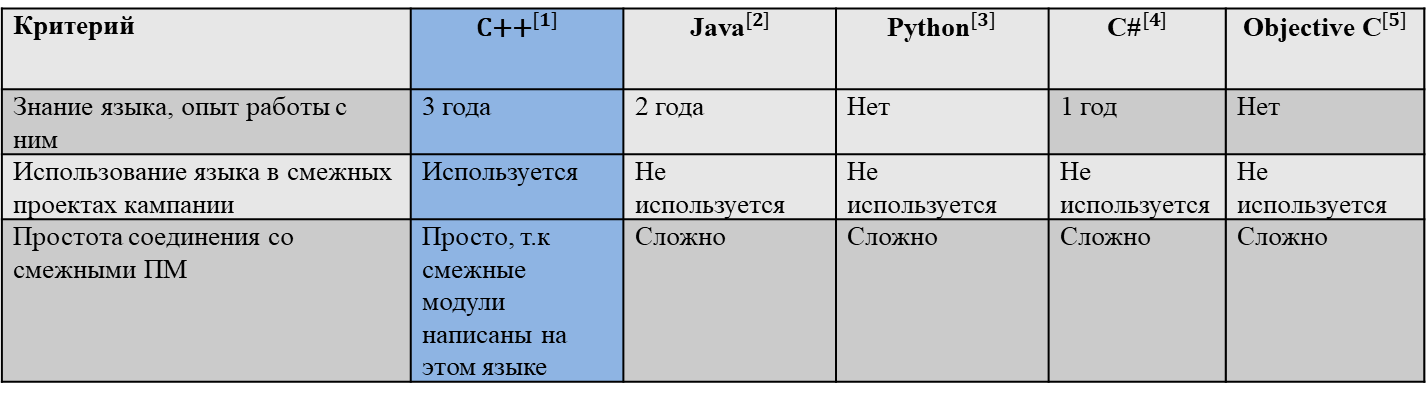 Критерий
C++[1]
Java[2]
Python[3]
C#[4]
Objective C[5]
Знание языка, опыт работы с
ним
3 года
2 года
Нет
1 год
Нет
Использование языка в смежных
проектах кампании
Используется
Не
используется
Не
используется
Не
используется
Не
используется
Простота соединения со
смежными ПМ
Просто, т.к
смежные
модули
написаны на
этом языке
Сложно
Сложно
Сложно
Сложно